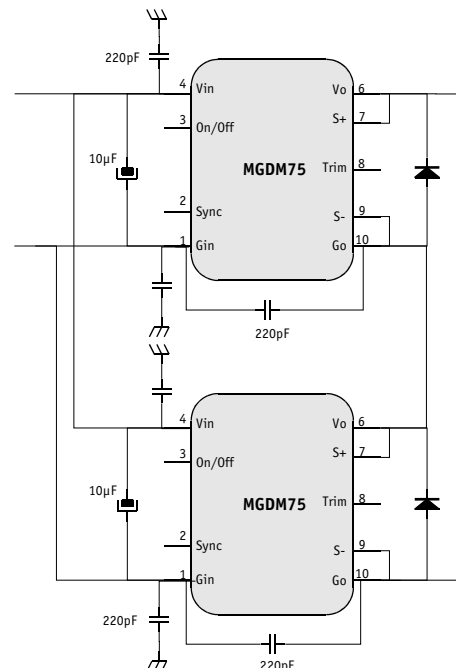 220pF
4 Vin Vo 6
S+ 7
3 On/Off
10µF MGDM75 Trim 8
2 Sync S- 9
1 Gin Go 10
220pF
4 Vin Vo 6
S+ 7
3 On/Off
10µF MGDM75 Trim 8
2 Sync S- 9
1 Gin Go 10
220pF
220pF